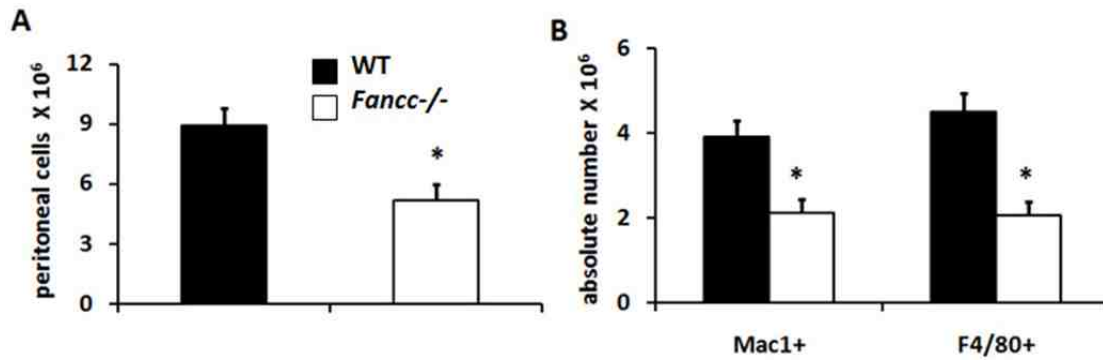 A
peritoneal cells X 10⁶
12
9
6
3
0
WT
Fancc-/-
*
B
absolute number X 10⁶
6
4
2
0
*
*
Mac1+
F4/80+